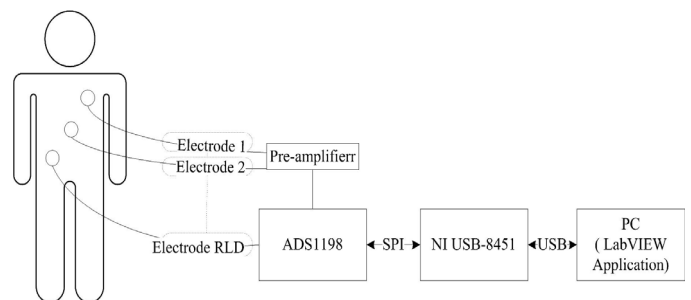 Electrode 1
Electrode 2
Pre-amplifierr
Electrode RLD
ADS1198
SPI
NI USB-8451
USB
PC
( LabVIEW
Application)